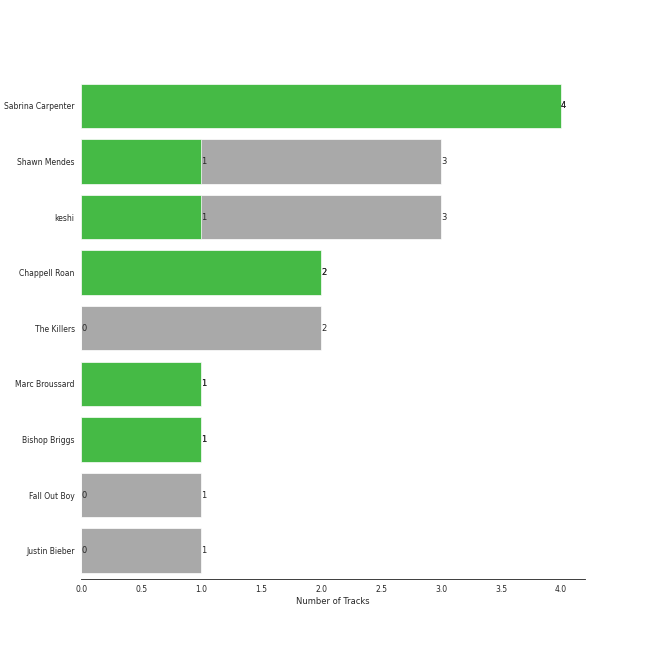 Sabrina Carpenter 4
Shawn Mendes 1 3
keshi 1 3
Chappell Roan 2
The Killers 0 2
Marc Broussard 1
Bishop Briggs 1
Fall Out Boy 0 1
Justin Bieber 0 1
0.0 0.5 1.0 1.5 2.0 2.5 3.0 3.5 4.0
Number of Tracks